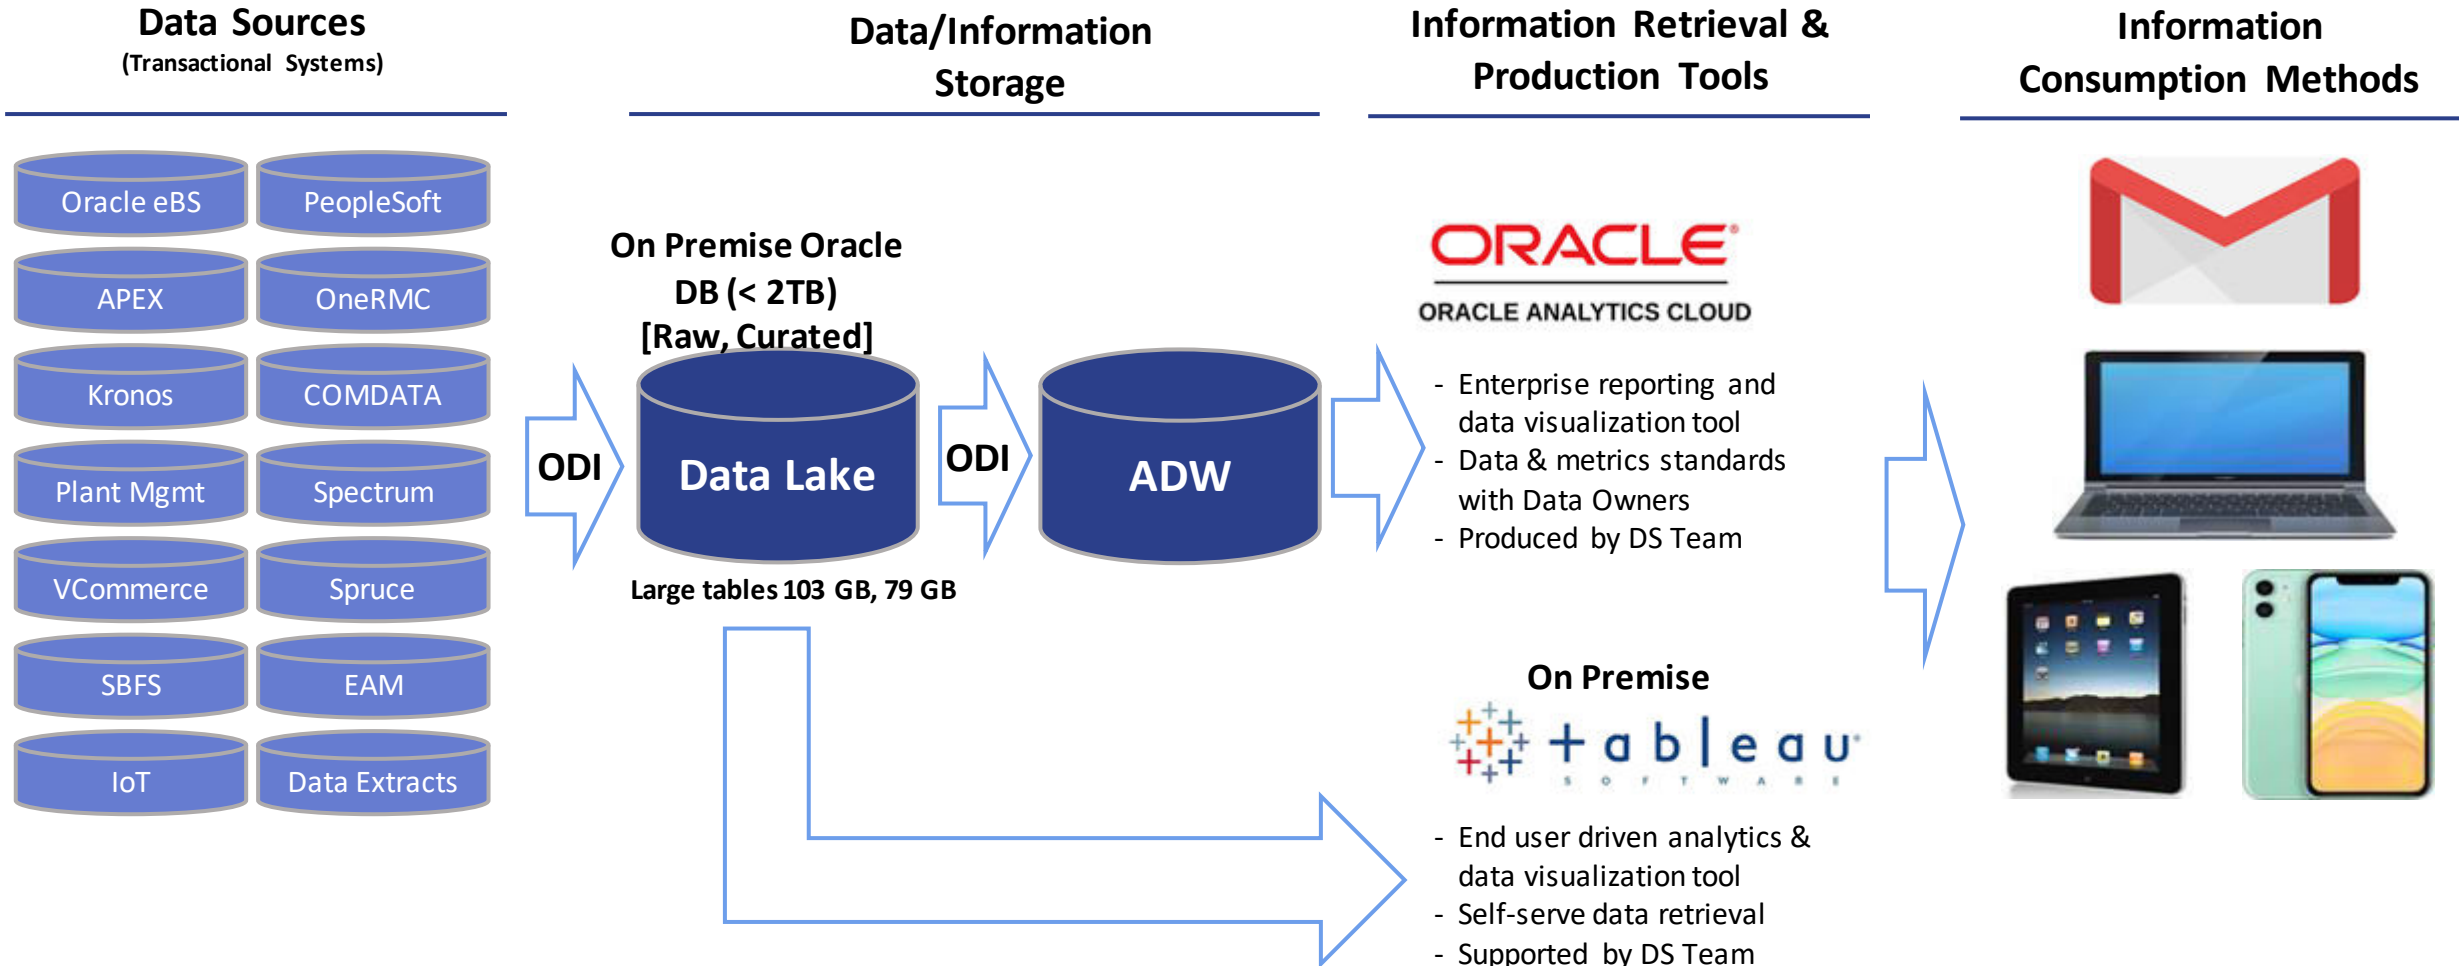 Data Sources
(Transactional Systems)
Data/Information
Storage
Information Retrieval &
Production Tools
Information
Consumption Methods
Oracle eBS
PeopleSoft
APEX
OneRMC
Kronos
COMDATA
Plant Mgmt
Spectrum
VCommerce
Spruce
SBFS
EAM
IoT
Data Extracts
ODI
On Premise Oracle
DB (< 2TB)
[Raw, Curated]
Data Lake
Large tables 103 GB, 79 GB
ODI
ADW
ORACLE®
ORACLE ANALYTICS CLOUD
- Enterprise reporting and
data visualization tool
- Data & metrics standards
with Data Owners
- Produced by DS Team
On Premise
+ableau
SOFTWARE
- End user driven analytics &
data visualization tool
- Self-serve data retrieval
- Supported by DS Team